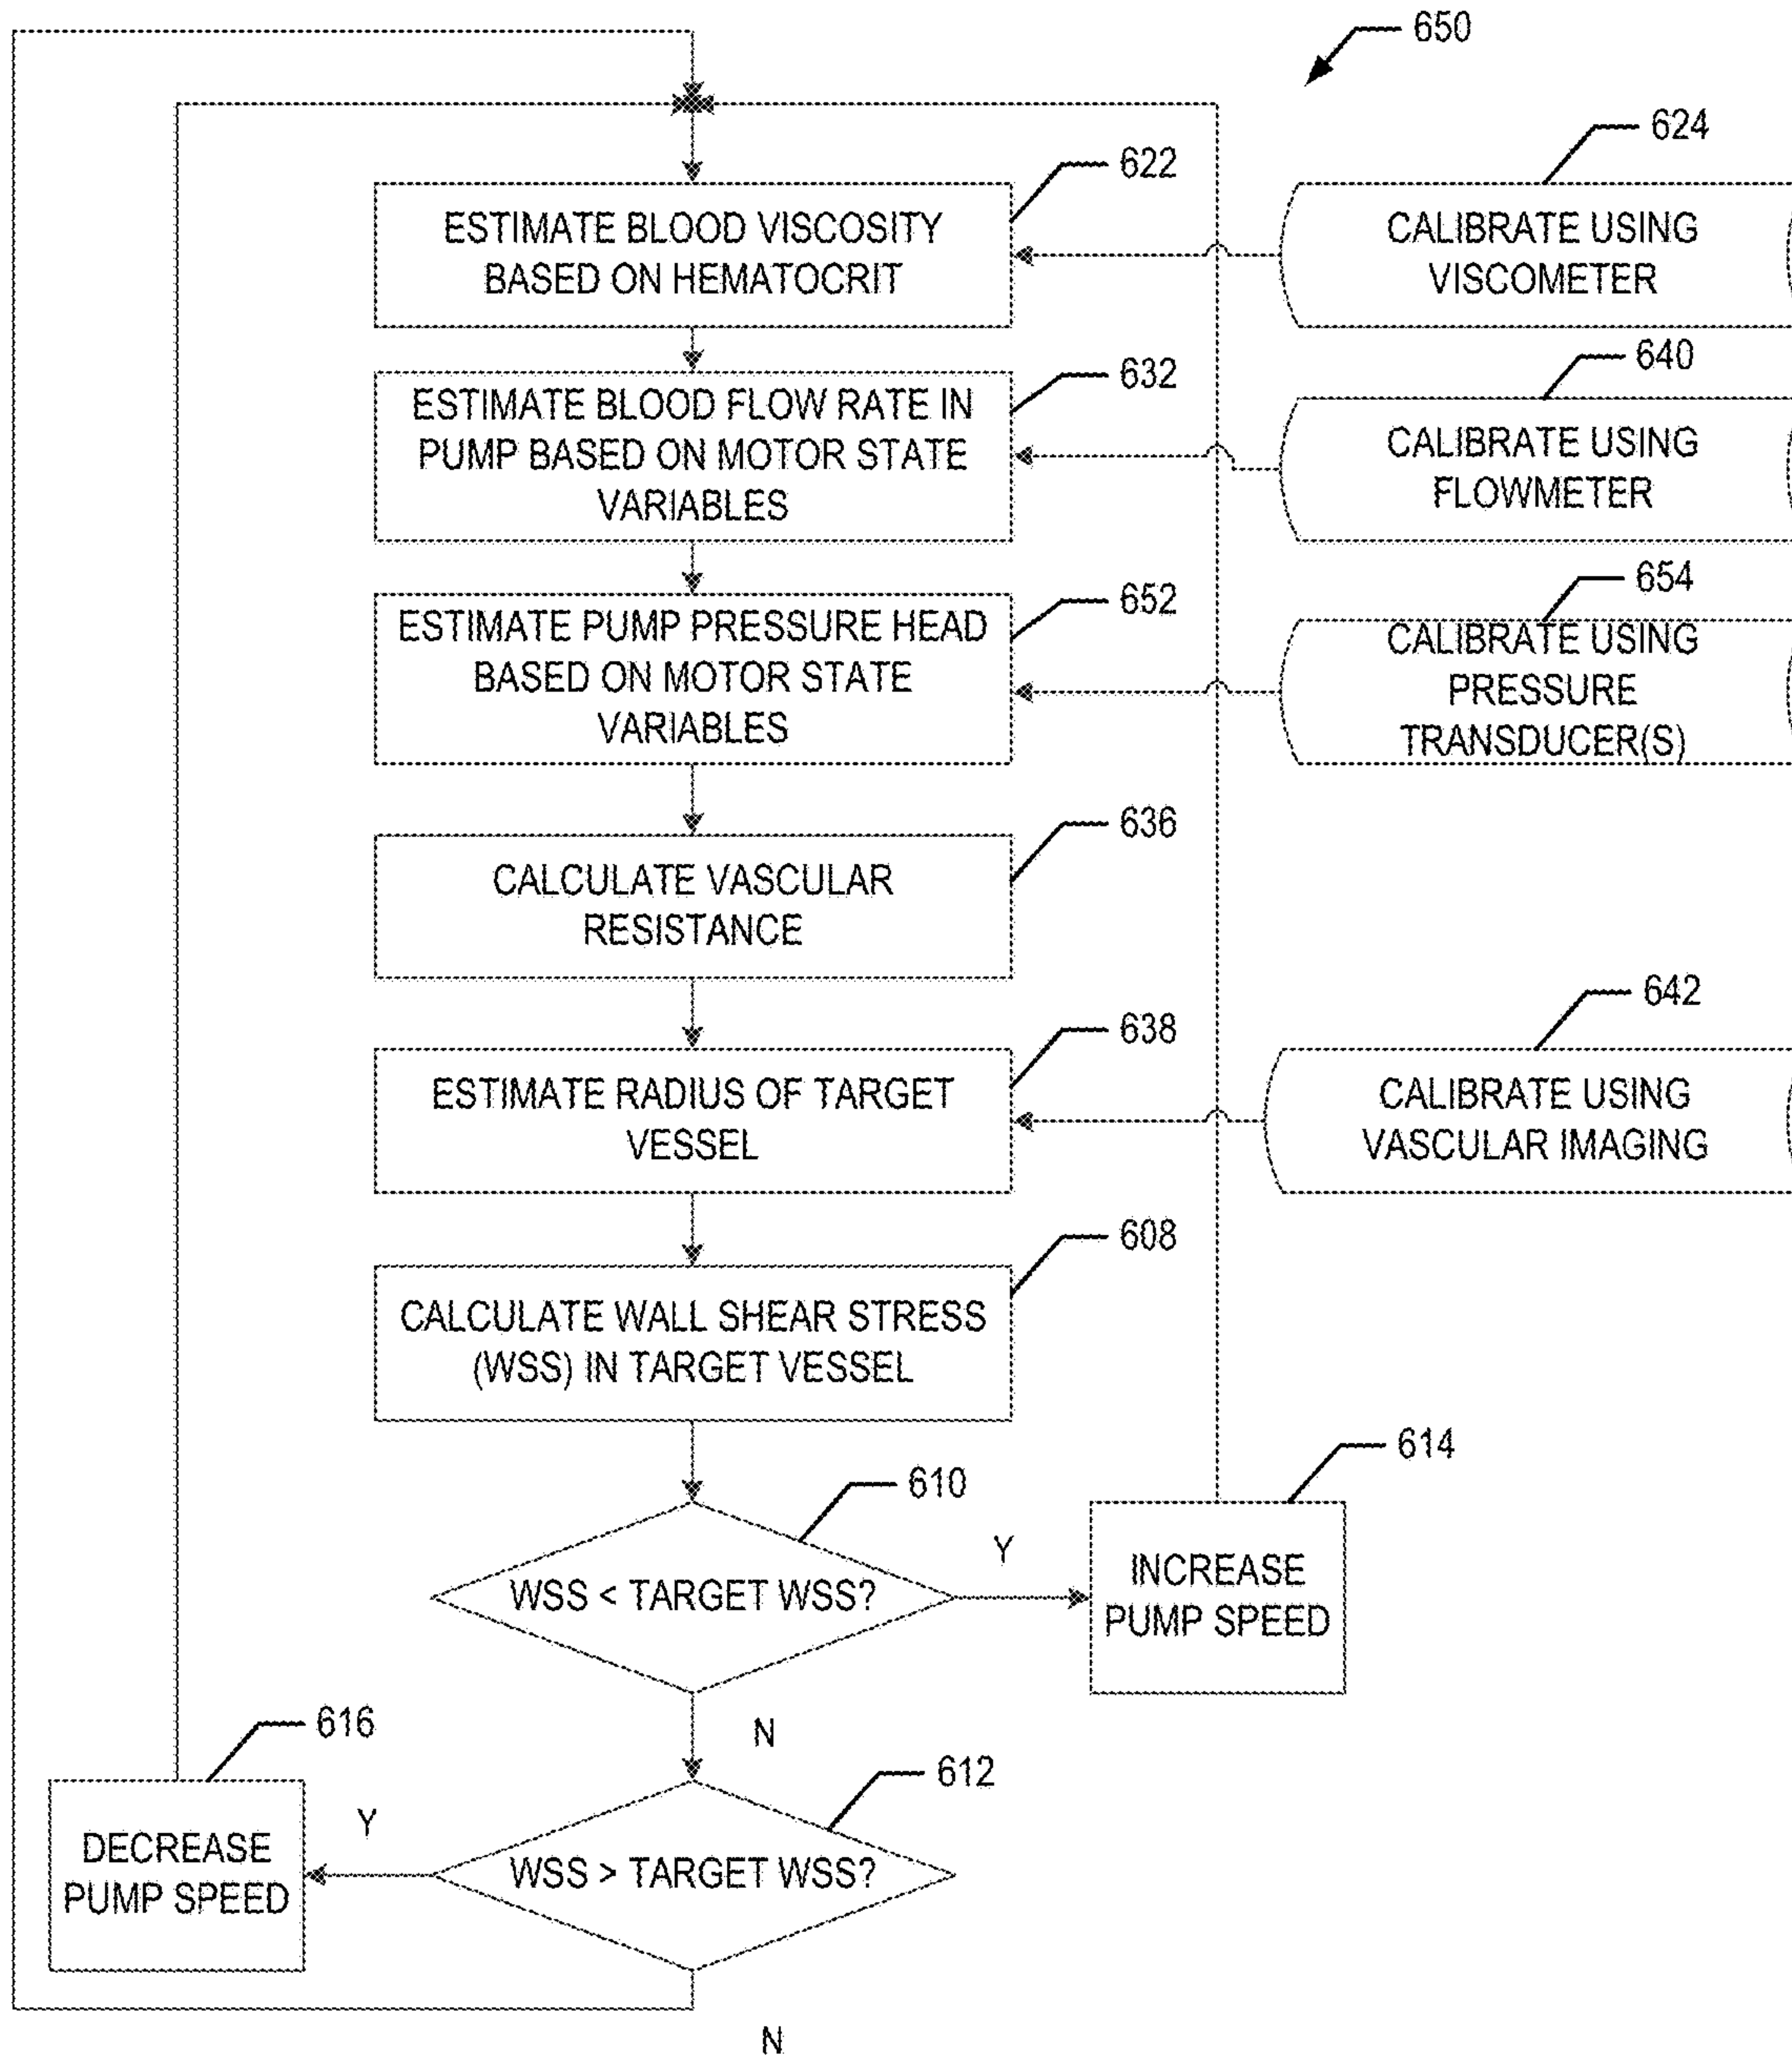 650
624
622
ESTIMATE BLOOD VISCOSITY
BASED ON HEMATOCRIT
CALIBRATE USING
VISCOMETER
640
632
ESTIMATE BLOOD FLOW RATE IN
PUMP BASED ON MOTOR STATE
VARIABLES
CALIBRATE USING
FLOWMETER
654
652
ESTIMATE PUMP PRESSURE HEAD
BASED ON MOTOR STATE
VARIABLES
CALIBRATE USING
PRESSURE
TRANSDUCER(S)
636
CALCULATE VASCULAR
RESISTANCE
642
638
ESTIMATE RADIUS OF TARGET
VESSEL
CALIBRATE USING
VASCULAR IMAGING
608
CALCULATE WALL SHEAR STRESS
(WSS) IN TARGET VESSEL
614
610
Y
WSS < TARGET WSS?
INCREASE
PUMP SPEED
616
N
612
Y
DECREASE
PUMP SPEED
WSS > TARGET WSS?
N